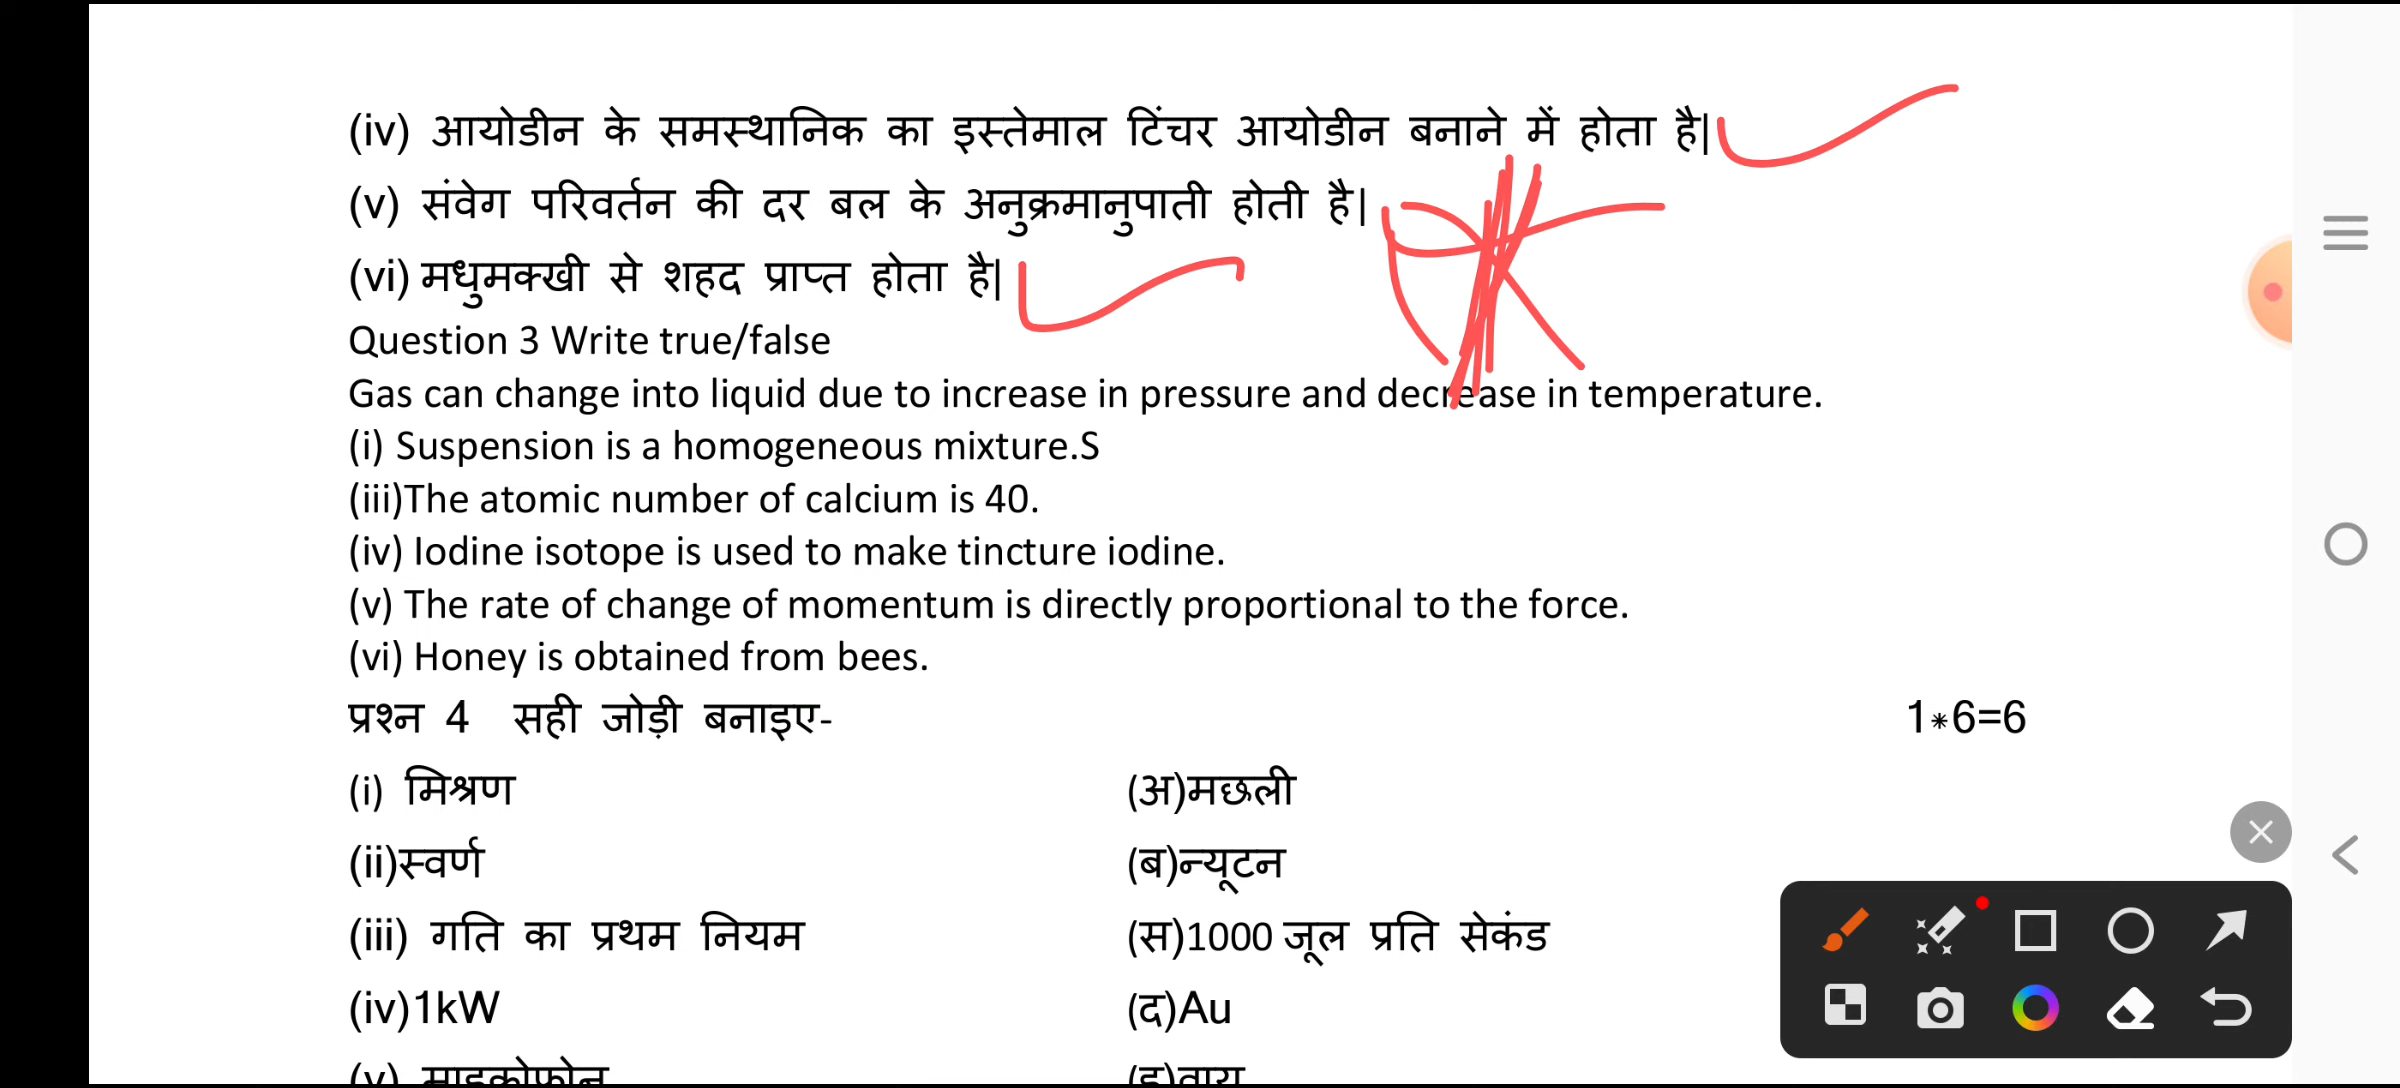 (iv) आयोडीन के समस्थानिक का इस्तेमाल टिंचर आयोडीन बनाने में होता है|
(v) संवेग परिवर्तन की दर बल के अनुक्रमानुपाती होती है|
(vi) मधुमक्खी से शहद प्राप्त होता है|
Question 3 Write true/false
Gas can change into liquid due to increase in pressure and decrease in temperature.
(i) Suspension is a homogeneous mixture.S
(iii)The atomic number of calcium is 40.
(iv) Iodine isotope is used to make tincture iodine.
(v) The rate of change of momentum is directly proportional to the force.
(vi) Honey is obtained from bees.
प्रश्न 4 सही जोड़ी बनाइए- 1*6=6
(i) मिश्रण (अ)मछली
(ii)स्वर्ण (ब)न्यूटन
(iii) गति का प्रथम नियम (स)1000 जूल प्रति सेकंड
(iv)1kW (द)Au
(v)